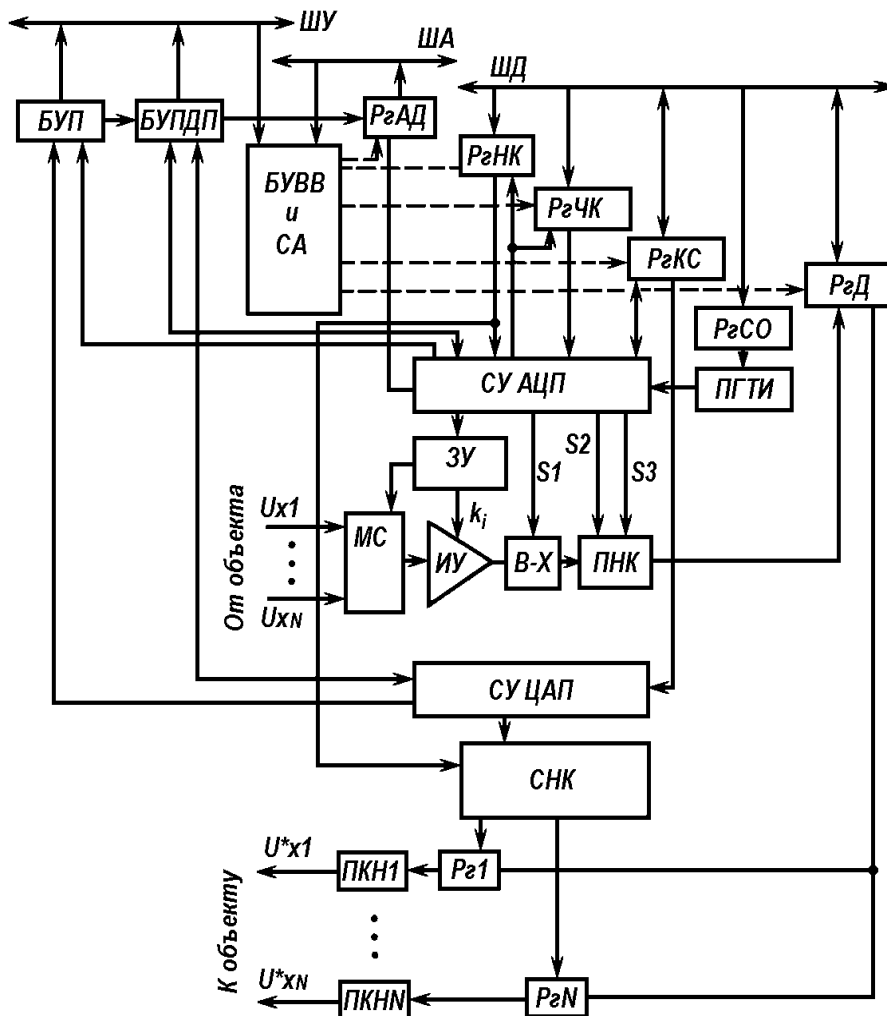 ШУ
ША
ШД
БУП
БУПДП
РгАД
РгНК
БУВВ
и
СА
РгЧК
РгКС
РгД
РгСО
СУ АЦП
ПГТИ
ЗУ
S1
S2
S3
От объекта
Ux1
UxN
МС
ki
ИУ
В-Х
ПНК
СУ ЦАП
СНК
К объекту
U*x1
ПКН1
Рг1
U*xN
ПКНN
РгN